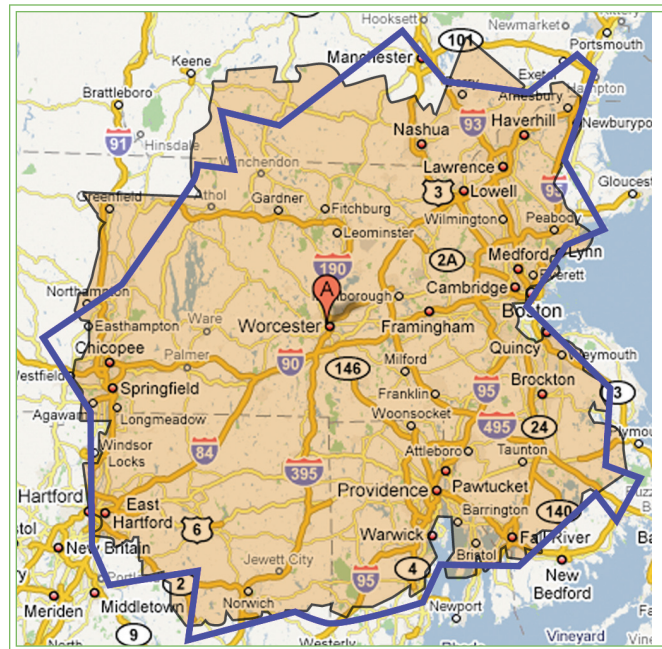 Hooksett
Newmarket
Kittery
Portsmouth
Manchester
101
Keene
Exeter
Hampton
Brattleboro
Derry
Amesbury
Newburyport
91
Hinsdale
Nashua
93
Haverhill
Winchendon
Lawrence
Athol
Gardner
Fitchburg
3
Lowell
95
Gloucester
Greenfield
Leominster
Wilmington
Peabody
190
2A
Medford
Lynn
Everett
Northampton
A
Marlborough
Cambridge
Boston
Easthampton
Ware
Worcester
Framingham
Quincy
Weymouth
Chicopee
Palmer
90
146
Milford
Westfield
Springfield
Franklin
95
Brockton
3
Agawam
Longmeadow
Woonsocket
495
24
Windsor
Locks
84
Attleboro
Taunton
Plymouth
395
Providence
Pawtucket
Hartford
East
Hartford
6
Barrington
140
Warwick
Fall River
New Britain
Jewett City
4
Bristol
2
95
New
Bedford
Meriden
Middletown
Norwich
Newport
9
Westerly
Vineyard